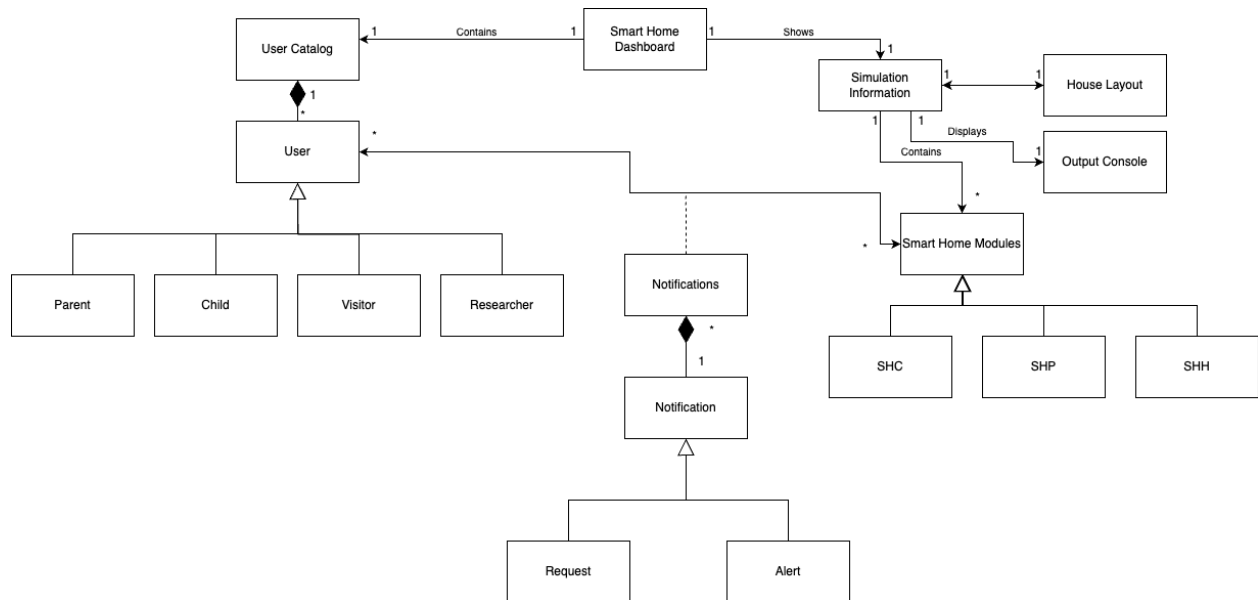 User Catalog
1
Contains
1
Smart Home
Dashboard
1
Shows
1
Simulation
Information
1
1
House Layout
1
*
User
*
1
1
Displays
Contains
1
Output Console
*
Smart Home Modules
*
Parent
Child
Visitor
Researcher
Notifications
*
1
SHC
SHP
SHH
Notification
Request
Alert